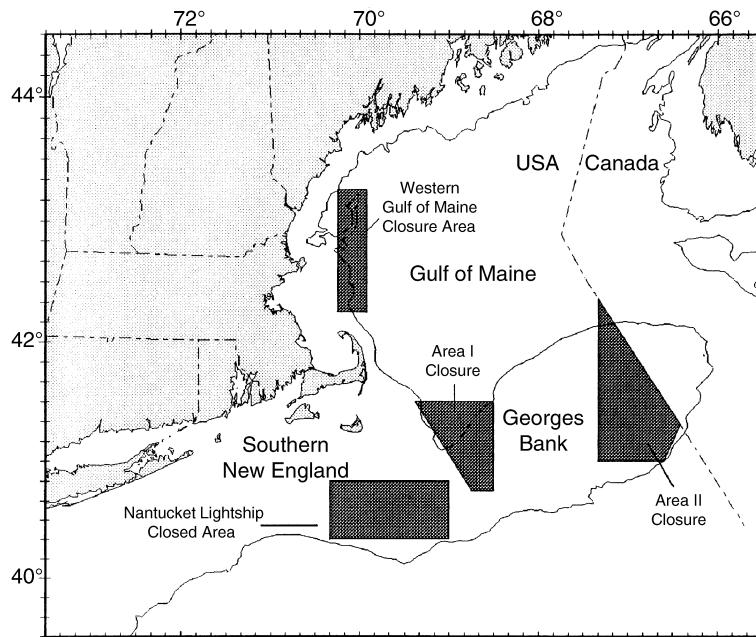 72° 70° 68° 66°
44°
USA Canada
Western
Gulf of Maine
Closure Area
Gulf of Maine
42°
Area I
Closure
Georges
Bank
Southern
New England
Nantucket Lightship
Closed Area
Area II
Closure
40°